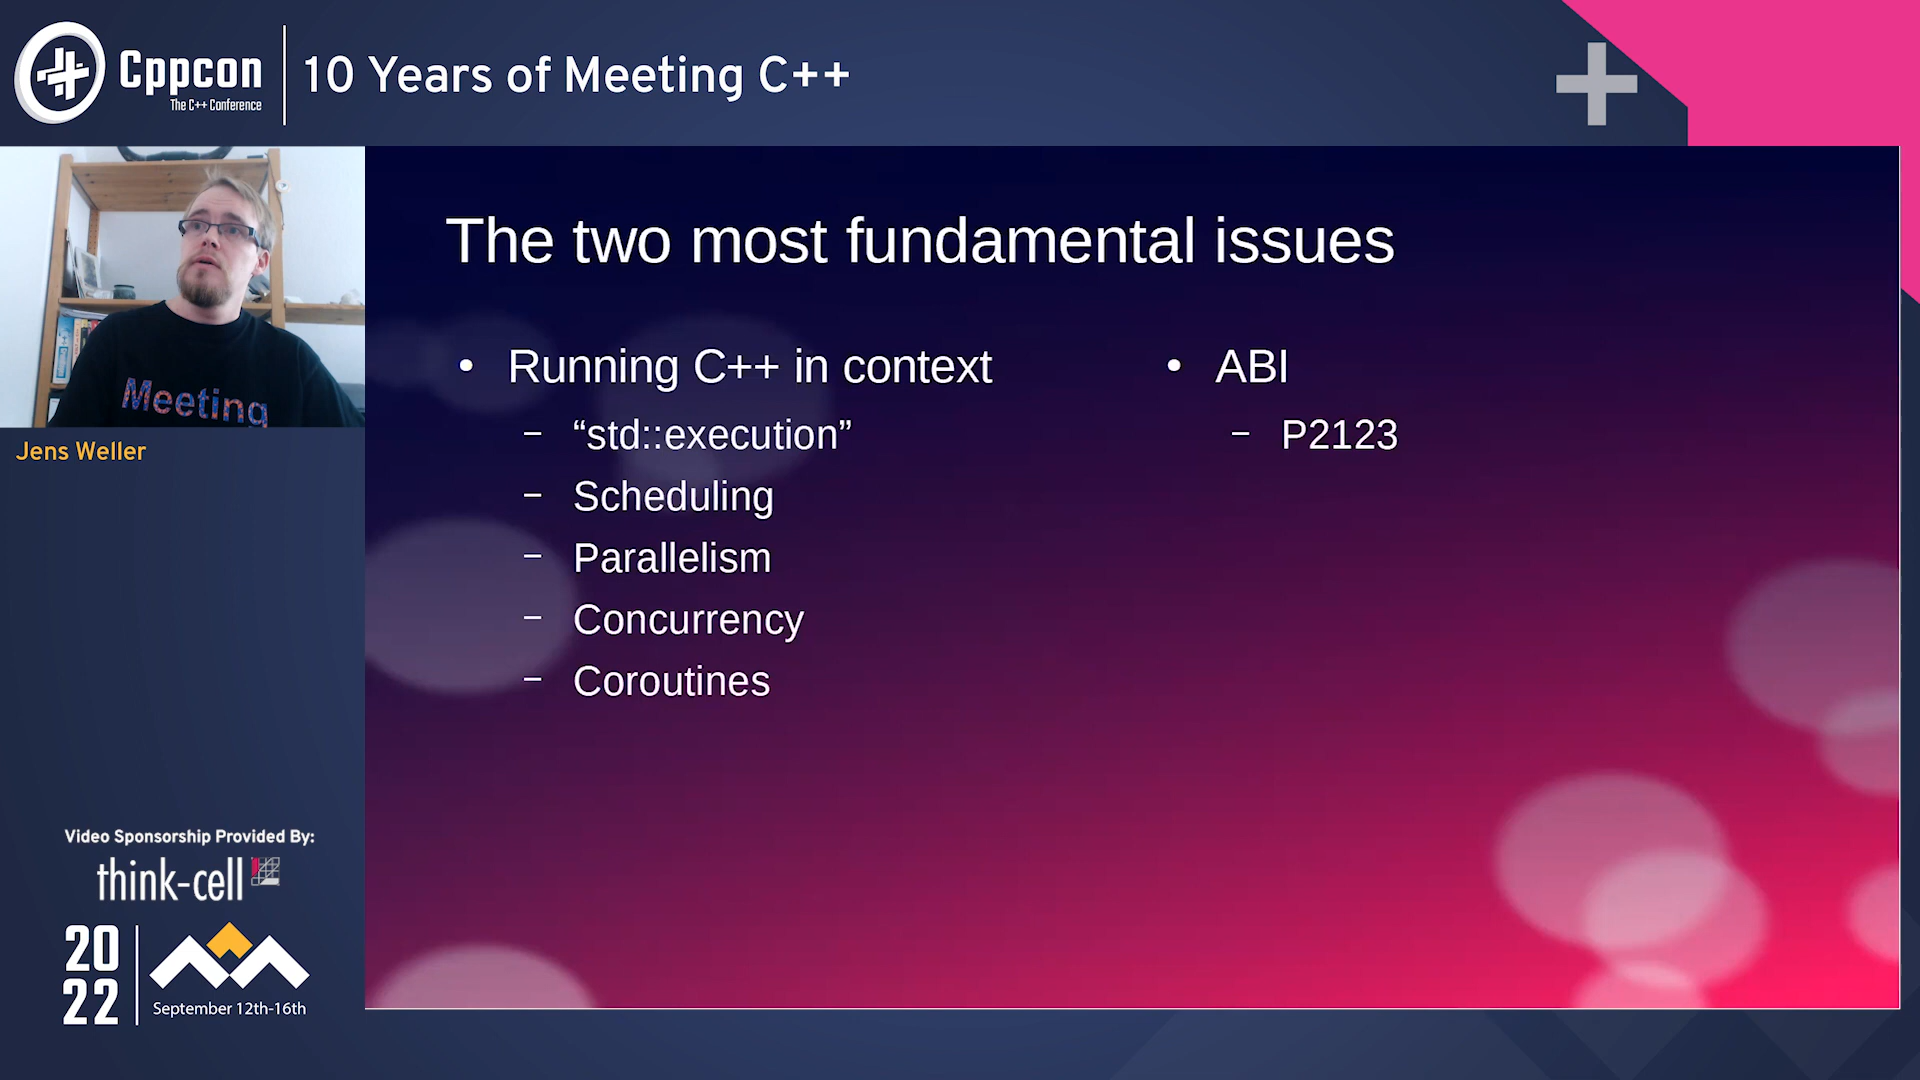 Cppcon
The C++ Conference
10 Years of Meeting C++
Meeting
Jens Weller
The two most fundamental issues
• Running C++ in context
– “std::execution”
– Scheduling
– Parallelism
– Concurrency
– Coroutines
• ABI
– P2123
Video Sponsorship Provided By:
think-cell
20
22
September 12th-16th